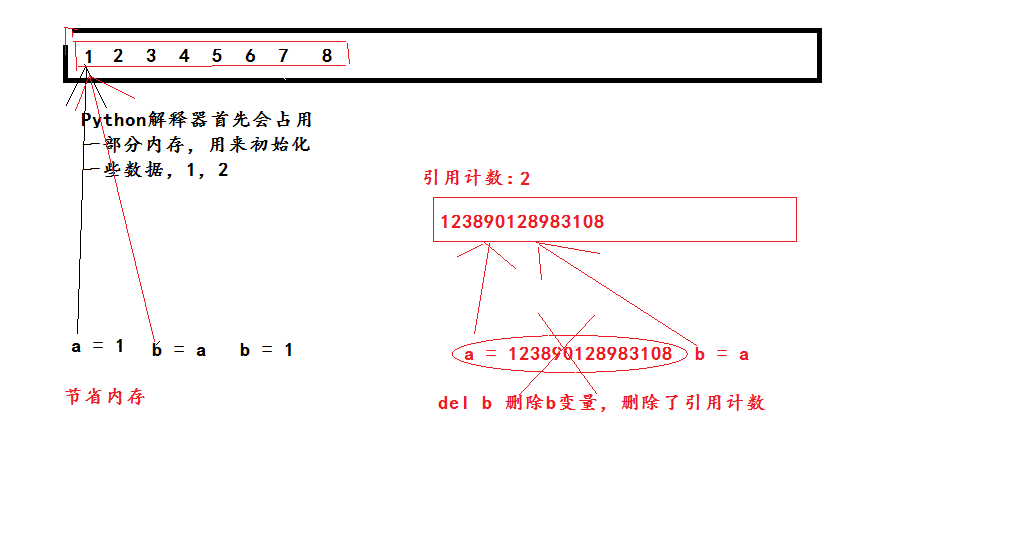 1 2 3 4 5 6 7 8
Python解释器首先会占用
一部分内存，用来初始化
一些数据，1，2
引用计数：2
123890128983108
a = 1 b = a b = 1
a = 123890128983108 b = a
节省内存
del b 删除b变量，删除了引用计数